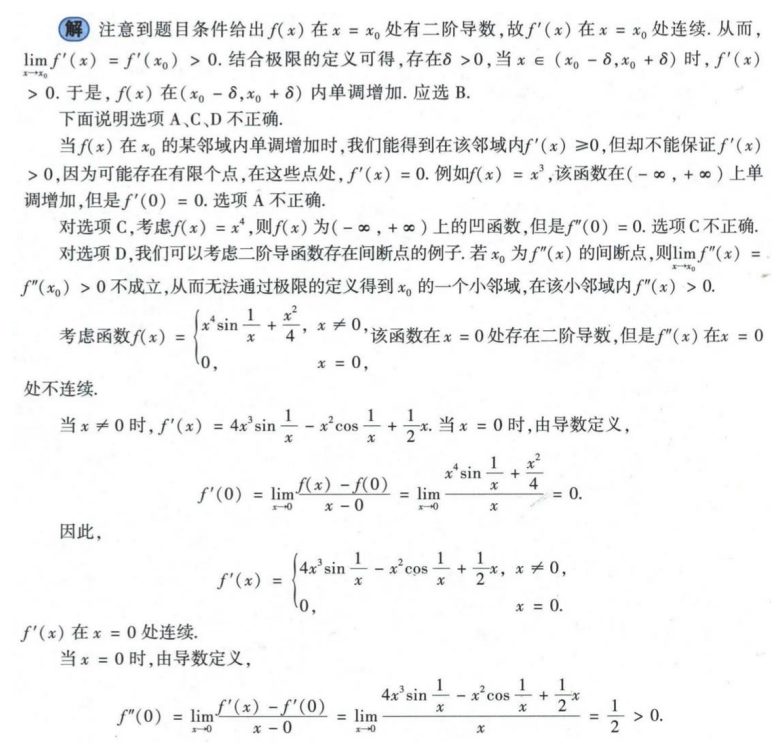 解 注意到题目条件给出 f(x) 在 x = x₀ 处有二阶导数,故 f′(x) 在 x = x₀ 处连续. 从而,
lim_{x→x₀} f′(x) = f′(x₀) > 0. 结合极限的定义可得,存在δ > 0,当 x ∈ (x₀ − δ, x₀ + δ) 时, f′(x)
> 0. 于是, f(x) 在(x₀ − δ, x₀ + δ) 内单调增加. 应选 B.
下面说明选项 A、C、D 不正确.
当 f(x) 在 x₀ 的某邻域内单调增加时,我们能得到在该邻域内 f′(x) ≥0,但却不能保证 f′(x)
> 0,因为可能存在有限个点,在这些点处, f′(x) = 0. 例如f(x) = x³,该函数在(− ∞ , + ∞ ) 上单
调增加,但是 f′(0) = 0. 选项 A 不正确.
对选项 C,考虑 f(x) = x⁴,则 f(x) 为(− ∞ , + ∞ ) 上的凹函数,但是 f″(0) = 0. 选项 C 不正确.
对选项 D,我们可以考虑二阶导函数存在间断点的例子. 若 x₀ 为 f″(x) 的间断点,则 lim_{x→x₀} f″(x) =
f″(x₀) > 0 不成立,从而无法通过极限的定义得到 x₀ 的一个小邻域,在该小邻域内 f″(x) > 0.
考虑函数 f(x) = { x⁴ sin (1/x) + x²/4, x ≠ 0, 0, x = 0, 该函数在 x = 0 处存在二阶导数,但是 f″(x) 在 x = 0
处不连续.
当 x ≠ 0 时, f′(x) = 4x³ sin (1/x) − x² cos (1/x) + (1/2)x. 当 x = 0 时,由导数定义,
f′(0) = lim_{x→0} (f(x) − f(0))/(x − 0) = lim_{x→0} (x⁴ sin (1/x) + x²/4)/x = 0.
因此,
f′(x) = { 4x³ sin (1/x) − x² cos (1/x) + (1/2)x, x ≠ 0,
0, x = 0.
f′(x) 在 x = 0 处连续.
当 x = 0 时,由导数定义,
f″(0) = lim_{x→0} (f′(x) − f′(0))/(x − 0) = lim_{x→0} (4x³ sin (1/x) − x² cos (1/x) + (1/2)x)/x = 1/2 > 0.